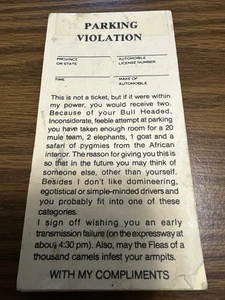 PARKING
VIOLATION
PROVINCE
OR STATE
AUTOMOBILE
LICENSE NUMBER
TIME
MAKE OF
AUTOMOBILE
This is not a ticket, but if it were within
my power, you would receive two.
Because of your Bull Headed,
Inconsiderate, feeble attempt at parking
you have taken enough room for a 20
mule team, 2 elephants, 1 goat and a
safari of pygmies from the African
interior. The reason for giving you this is
so that in the future you may think of
someone else, other than yourself.
Besides I don't like domineering,
egotistical or simple-minded drivers and
you probably fit into one of these
categories.
I sign off wishing you an early
transmission failure (on the expressway at
about 4:30 pm). Also, may the Fleas of a
thousand camels infest your armpits.
WITH MY COMPLIMENTS